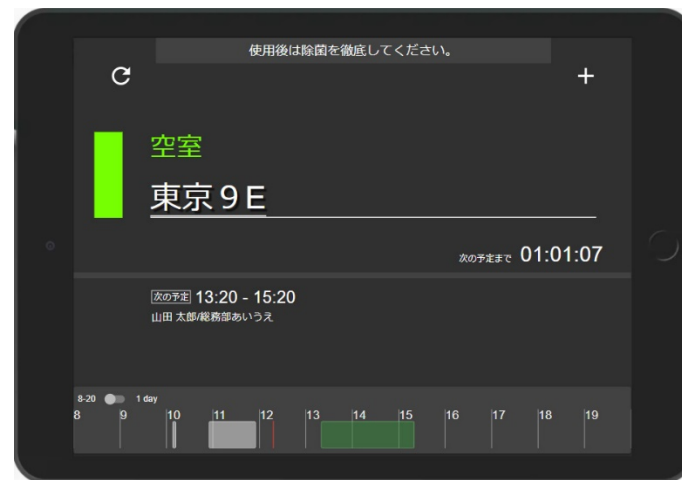 使用後は除菌を徹底してください。
空室
東京９Ｅ
次の予定まで 01:01:07
次の予定 13:20 - 15:20
山田 太郎/総務部あいうえ
8-20 1 day
8 9 10 11 12 13 14 15 16 17 18 19